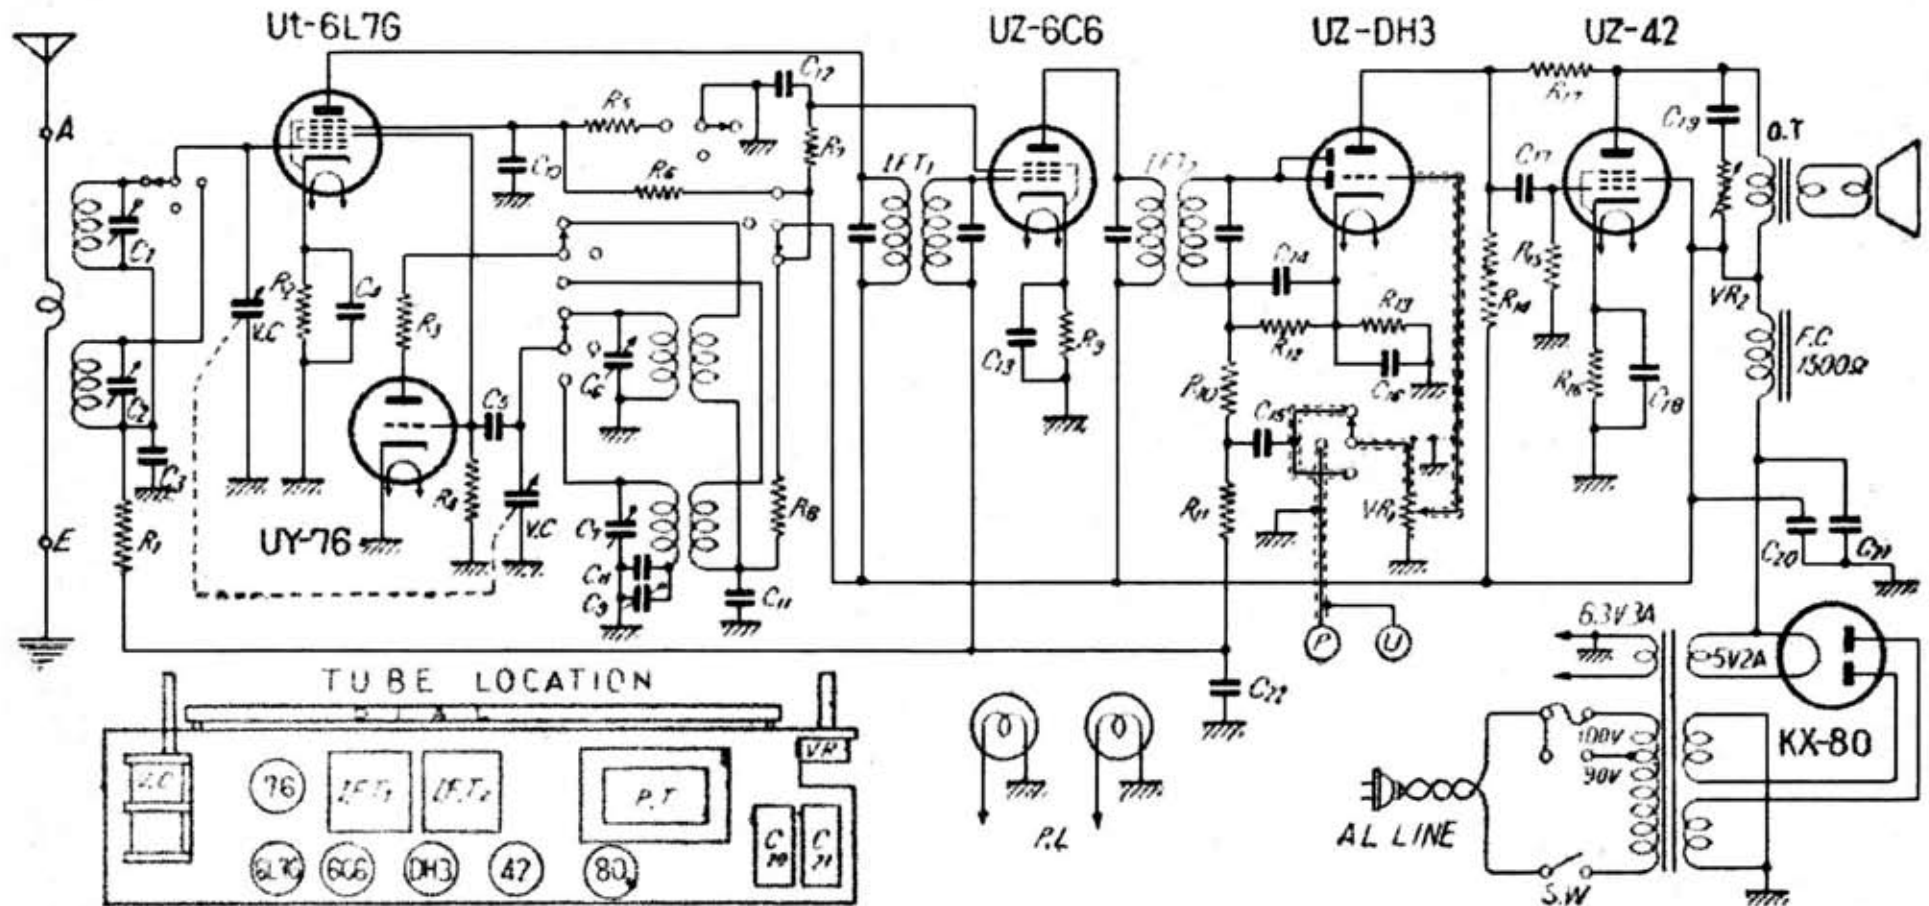 Ut-6L7G
UZ-6C6
UZ-DH3
UZ-42
A
E
C1
C2
C3
R1
V.C
R2
C4
R3
UY-76
R4
C5
V.C
C6
C7
C8
C9
R5
R6
C10
C12
R7
R8
C11
I.F.T1
C13
R9
I.F.T2
C14
R12
R13
C16
R10
C15
R11
VR1
P
U
C22
R14
C17
R15
R16
C18
R17
C19
VR2
O.T
F.C
1500Ω
C20
C21
6.3V3A
5V2A
KX-80
100V
90V
AL LINE
S.W
P.L
TUBE LOCATION
DIAL
V.C
76
I.F.T1
I.F.T2
P.T
VR
6L7G
6C6
DH3
42
80
C
20
C
21